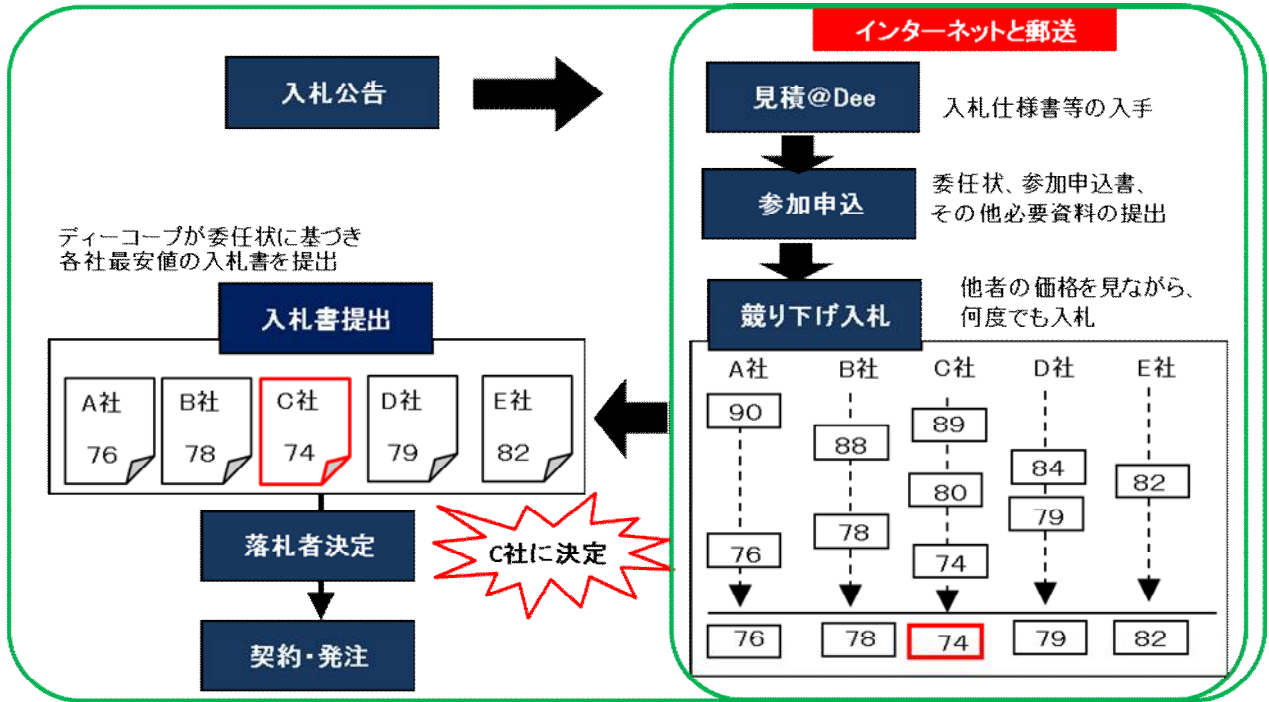 インターネットと郵送
入札公告
見積@Dee
入札仕様書等の入手
参加申込
委任状、参加申込書、
その他必要資料の提出
競り下げ入札
他者の価格を見ながら、
何度でも入札
A社 B社 C社 D社 E社
90
89
88
84
82
80
79
78
76
74
76 78 74 79 82
ディーコープが委任状に基づき
各社最安値の入札書を提出
入札書提出
A社 B社 C社 D社 E社
76 78 74 79 82
落札者決定
C社に決定
契約・発注